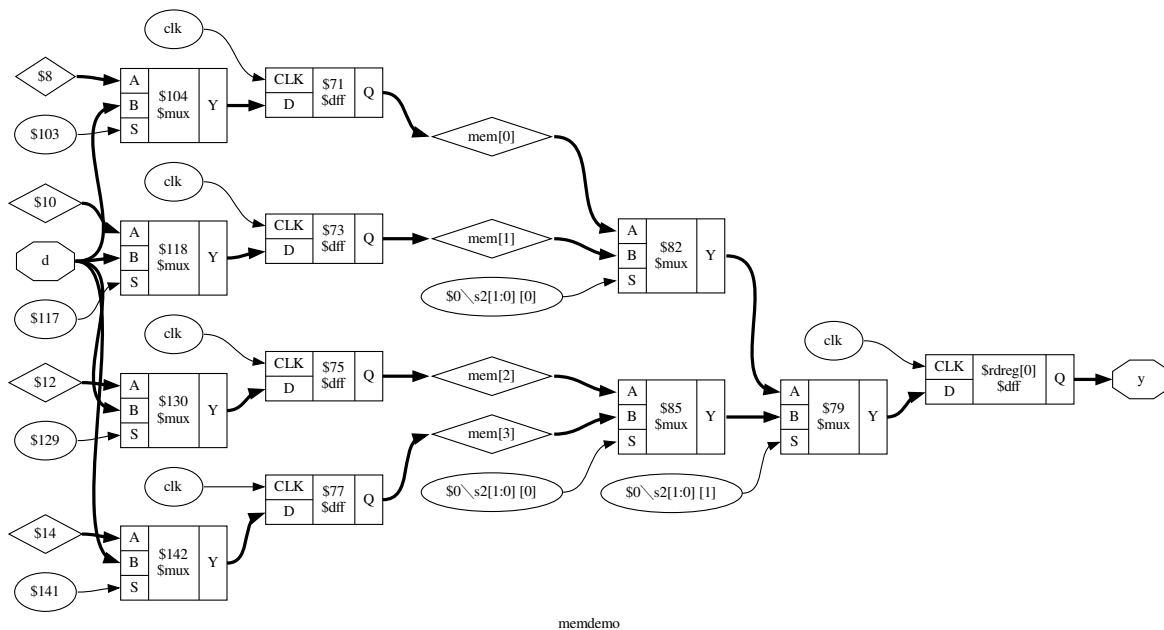 clk
$8
A
B
S
$104
$mux
Y
$103
CLK
D
$71
$dff
Q
mem[0]
clk
$10
d
$117
A
B
S
$118
$mux
Y
CLK
D
$73
$dff
Q
mem[1]
$0\s2[1:0] [0]
A
B
S
$82
$mux
Y
clk
$12
$129
A
B
S
$130
$mux
Y
CLK
D
$75
$dff
Q
mem[2]
mem[3]
$0\s2[1:0] [0]
A
B
S
$85
$mux
Y
$0\s2[1:0] [1]
A
B
S
$79
$mux
Y
clk
CLK
D
$rdreg[0]
$dff
Q
y
clk
$14
$141
A
B
S
$142
$mux
Y
CLK
D
$77
$dff
Q
memdemo